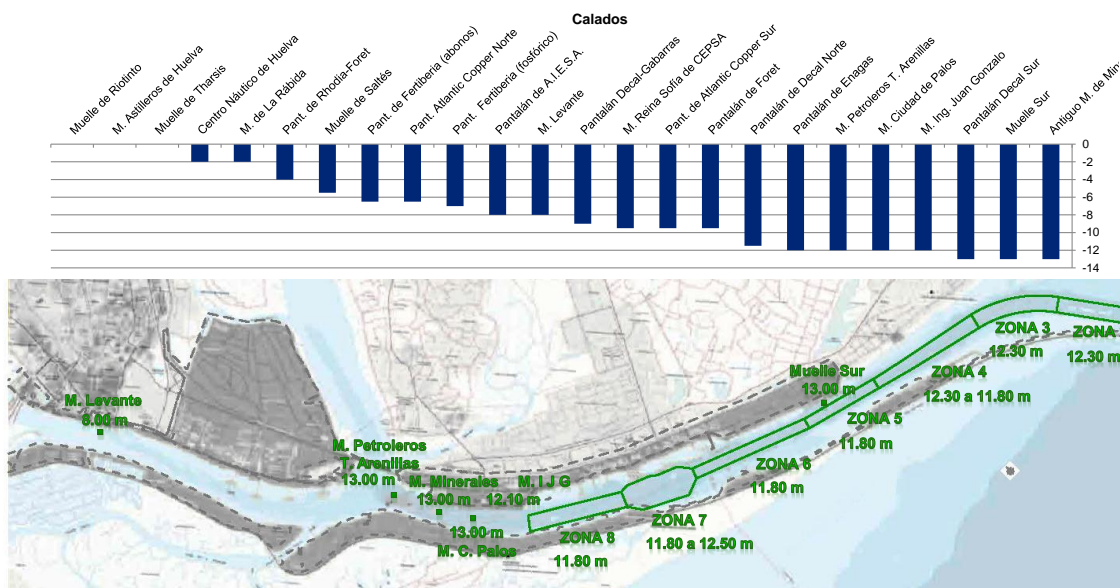 Calados
Muelle de Riotinto
M. Astilleros de Huelva
Muelle de Tharsis
Centro Náutico de Huelva
M. de La Rábida
Pant. de Rhodia-Foret
Muelle de Saltés
Pant. de Fertiberia (abonos)
Pant. Atlantic Copper Norte
Pant. Fertiberia (fosfórico)
Pantalán de A.I.E.S.A.
M. Levante
Pantalán Decal-Gabarras
M. Reina Sofía de CEPSA
Pant. de Atlantic Copper Sur
Pantalán de Foret
Pantalán de Decal Norte
Pantalán de Enagas
M. Petroleros T. Arenillas
M. Ciudad de Palos
M. Ing. Juan Gonzalo
Pantalán Decal Sur
Muelle Sur
Antiguo M. de Min
0
-2
-4
-6
-8
-10
-12
-14
ZONA 3
12.30 m
ZONA
12.30 m
ZONA 4
12.30 a 11.80 m
Muelle Sur
13.00 m
ZONA 5
11.80 m
M. Levante
8.00 m
M. Petroleros
T. Arenillas
13.00 m
M. Minerales
13.00 m
M. I J G
12.10 m
13.00 m
M. C. Palos
ZONA 6
11.80 m
ZONA 7
11.80 a 12.50 m
ZONA 8
11.80 m